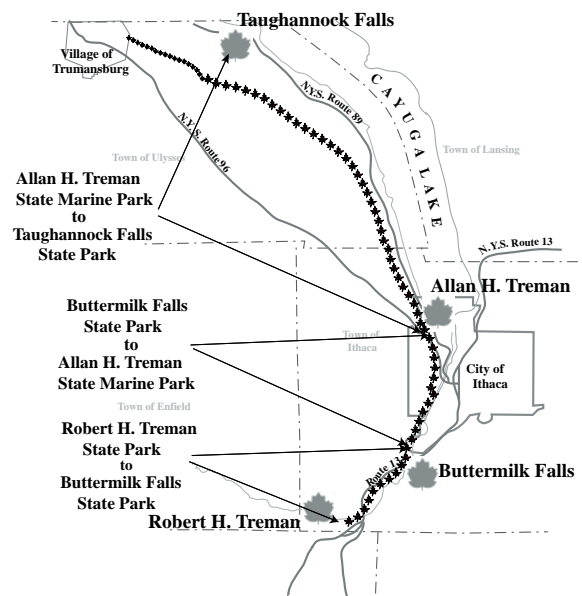 Taughannock Falls
Village of
Trumansburg
CAYUGA LAKE
N.Y.S. Route 89
N.Y.S. Route 96
Town of Ulysses
Town of Lansing
Allan H. Treman
State Marine Park
to
Taughannock Falls
State Park
N.Y.S. Route 13
Allan H. Treman
Buttermilk Falls
State Park
to
Allan H. Treman
State Marine Park
Town of
Ithaca
City of
Ithaca
Town of Enfield
Robert H. Treman
State Park
to
Buttermilk Falls
State Park
Route 13
Buttermilk Falls
Robert H. Treman